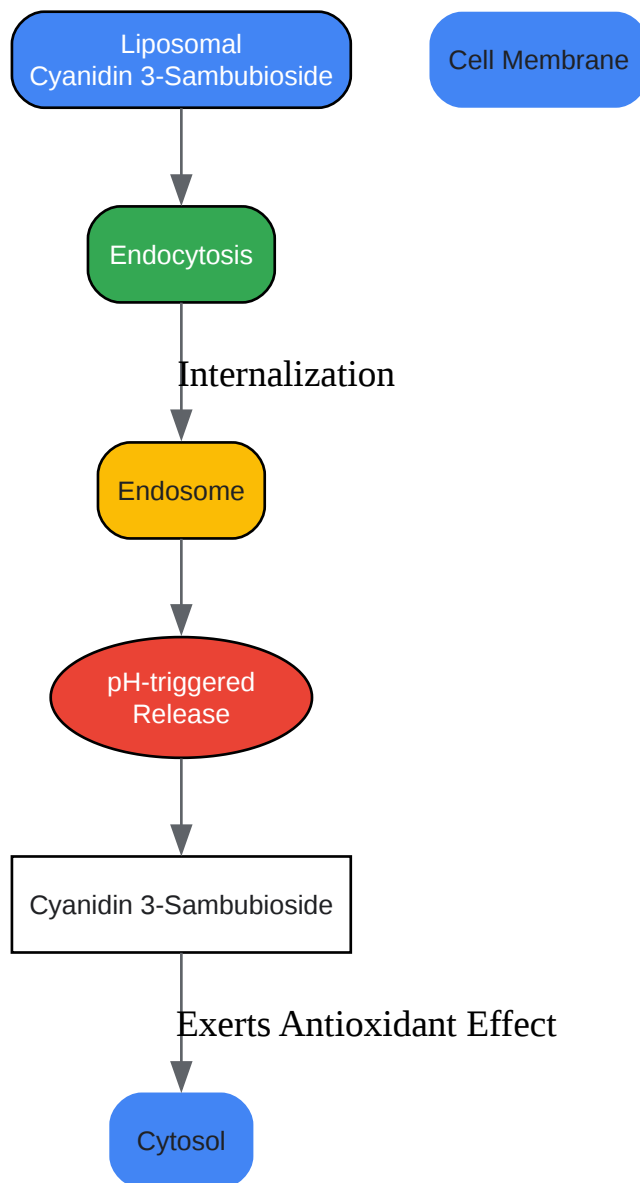 Liposomal
Cyanidin 3-Sambubioside
Cell Membrane
Endocytosis
Internalization
Endosome
pH-triggered
Release
Cyanidin 3-Sambubioside
Exerts Antioxidant Effect
Cytosol